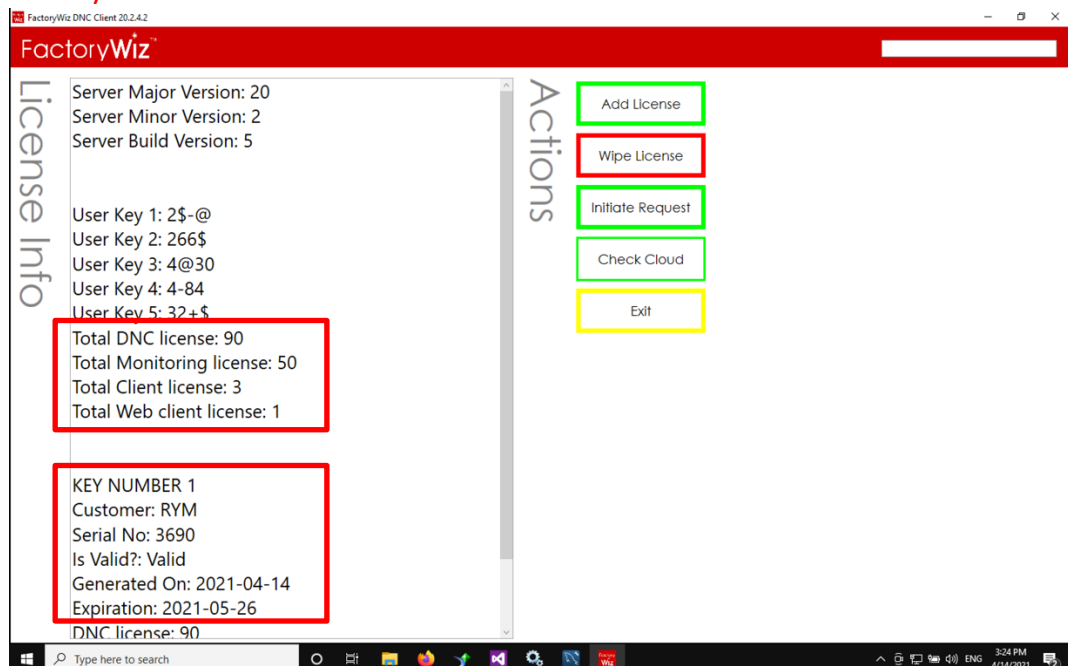 FactoryWiz DNC Client 20.2.4.2
FactoryWiz™
License Info
Server Major Version: 20
Server Minor Version: 2
Server Build Version: 5
User Key 1: 2$-@
User Key 2: 266$
User Key 3: 4@30
User Key 4: 4-84
User Key 5: 32+$
Total DNC license: 90
Total Monitoring license: 50
Total Client license: 3
Total Web client license: 1
KEY NUMBER 1
Customer: RYM
Serial No: 3690
Is Valid?: Valid
Generated On: 2021-04-14
Expiration: 2021-05-26
DNC license: 90
Actions
Add License
Wipe License
Initiate Request
Check Cloud
Exit
Type here to search
ENG
3:24 PM
4/14/2021